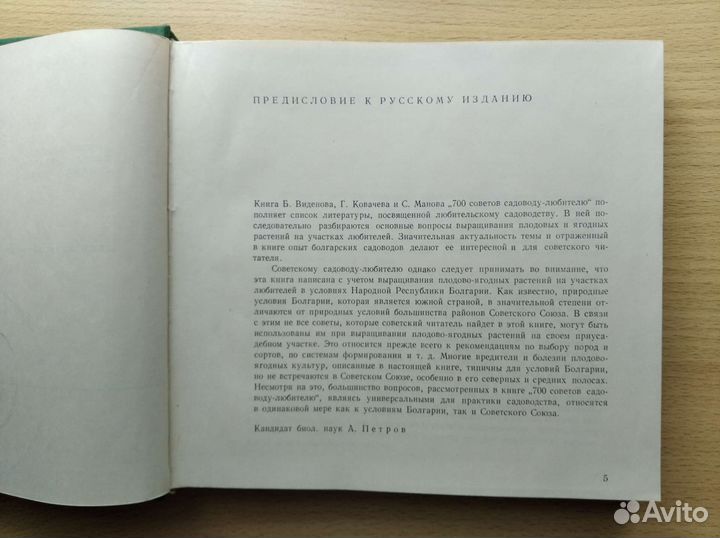 ПРЕДИСЛОВИЕ К РУССКОМУ ИЗДАНИЮ
Книга Б. Виденова, Г. Ковачева и С. Манова „700 советов садоводу-любителю“ по-
полняет список литературы, посвященной любительскому садоводству. В ней по-
следовательно разбираются основные вопросы выращивания плодовых и ягодных
растений на участках любителей. Значительная актуальность темы и отраженный
в книге опыт болгарских садоводов делают ее интересной и для советского чи-
тателя.
Советскому садоводу-любителю однако следует принимать во внимание, что
эта книга написана с учетом выращивания плодово-ягодных растений на участках
любителей в условиях Народной Республики Болгарии. Как известно, природные
условия Болгарии, которая является южной страной, в значительной степени от-
личаются от природных условий большинства районов Советского Союза. В связи
с этим не все советы, которые советский читатель найдет в этой книге, могут быть
использованы им при выращивании плодово-ягодных растений на своем приуса-
дебном участке. Это относится прежде всего к рекомендациям по выбору пород и
сортов, по системам формирования и т. д. Многие вредители и болезни плодово-
ягодных культур, описанные в настоящей книге, типичны для условий Болгарии,
но не встречаются в Советском Союзе, особенно в его северных и средних полосах.
Несмотря на это, большинство вопросов, рассмотренных в книге „700 советов садо-
воду-любителю“, являясь универсальными для практики садоводства, относятся
в одинаковой мере как к условиям Болгарии, так и Советского Союза.
Кандидат биол. наук А. Петров
5
Avito